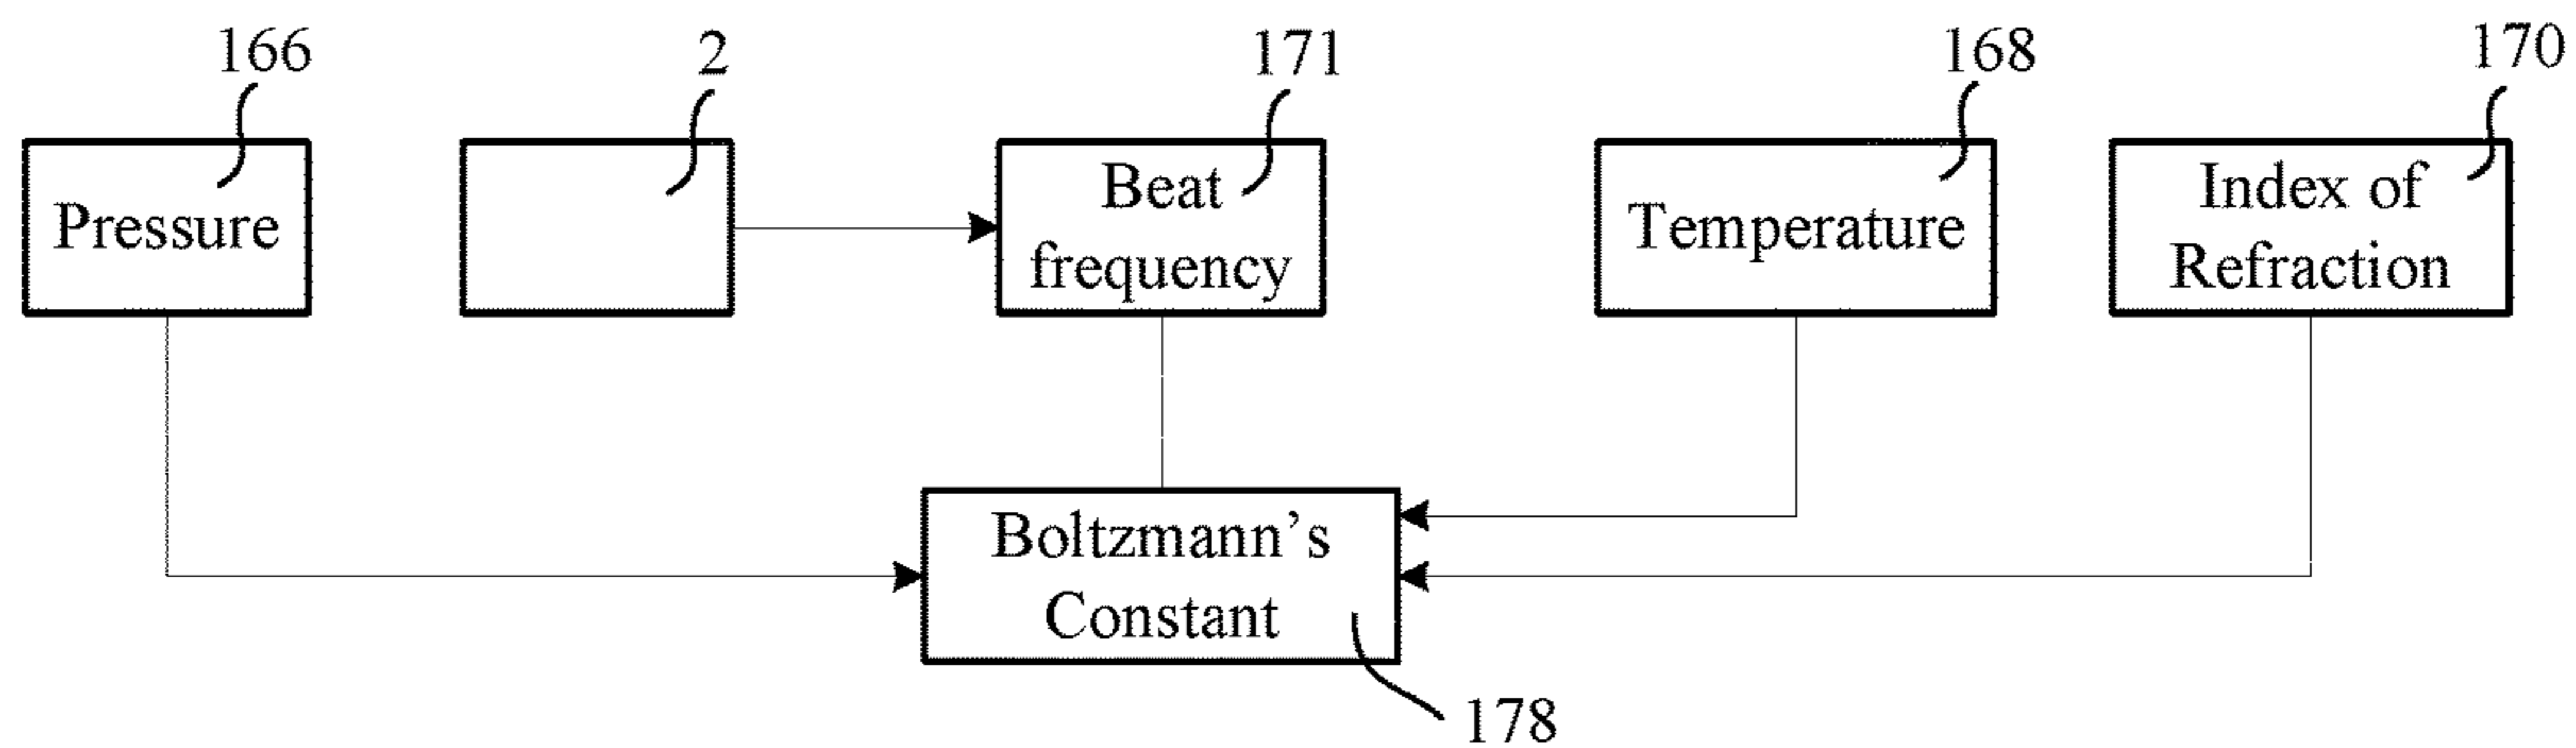 166
2
171
168
170
Pressure
Beat
frequency
Temperature
Index of
Refraction
Boltzmann's
Constant
178